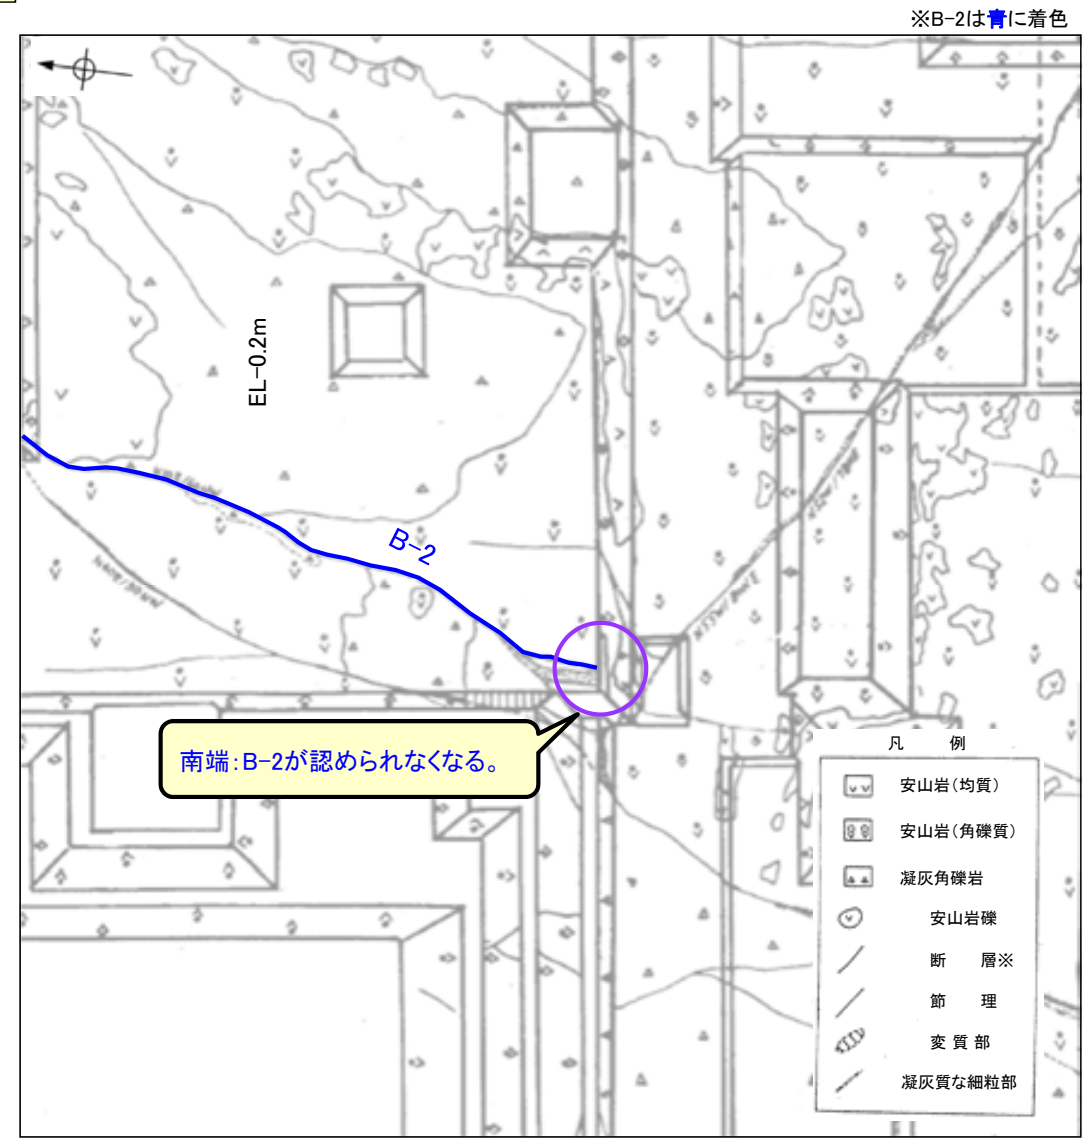 ※B-2は青に着色
EL-0.2m
B-2
南端：B-2が認められなくなる。
凡　例
安山岩（均質）
安山岩（角礫質）
凝灰角礫岩
安山岩礫
断　層※
節　理
変質部
凝灰質な細粒部